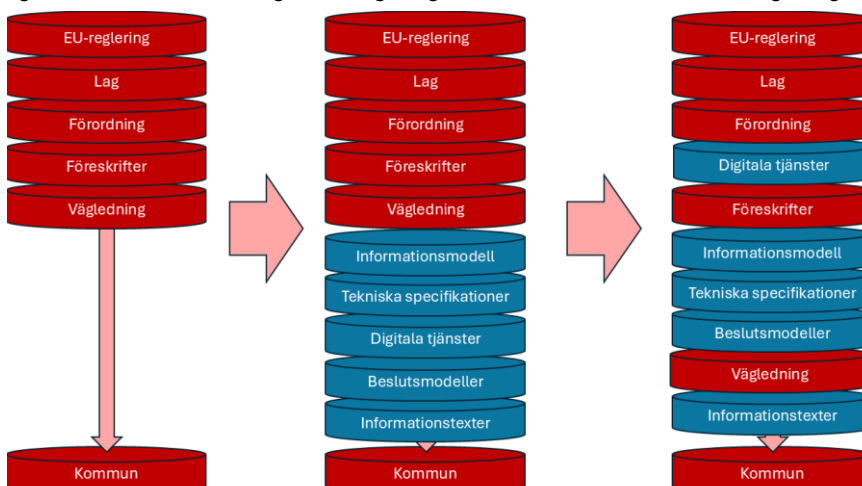 EU-reglering
Lag
Förordning
Föreskrifter
Vägledning
Kommun
EU-reglering
Lag
Förordning
Föreskrifter
Vägledning
Informationsmodell
Tekniska specifikationer
Digitala tjänster
Beslutsmodeller
Informationstexter
Kommun
EU-reglering
Lag
Förordning
Digitala tjänster
Föreskrifter
Informationsmodell
Tekniska specifikationer
Beslutsmodeller
Vägledning
Informationstexter
Kommun